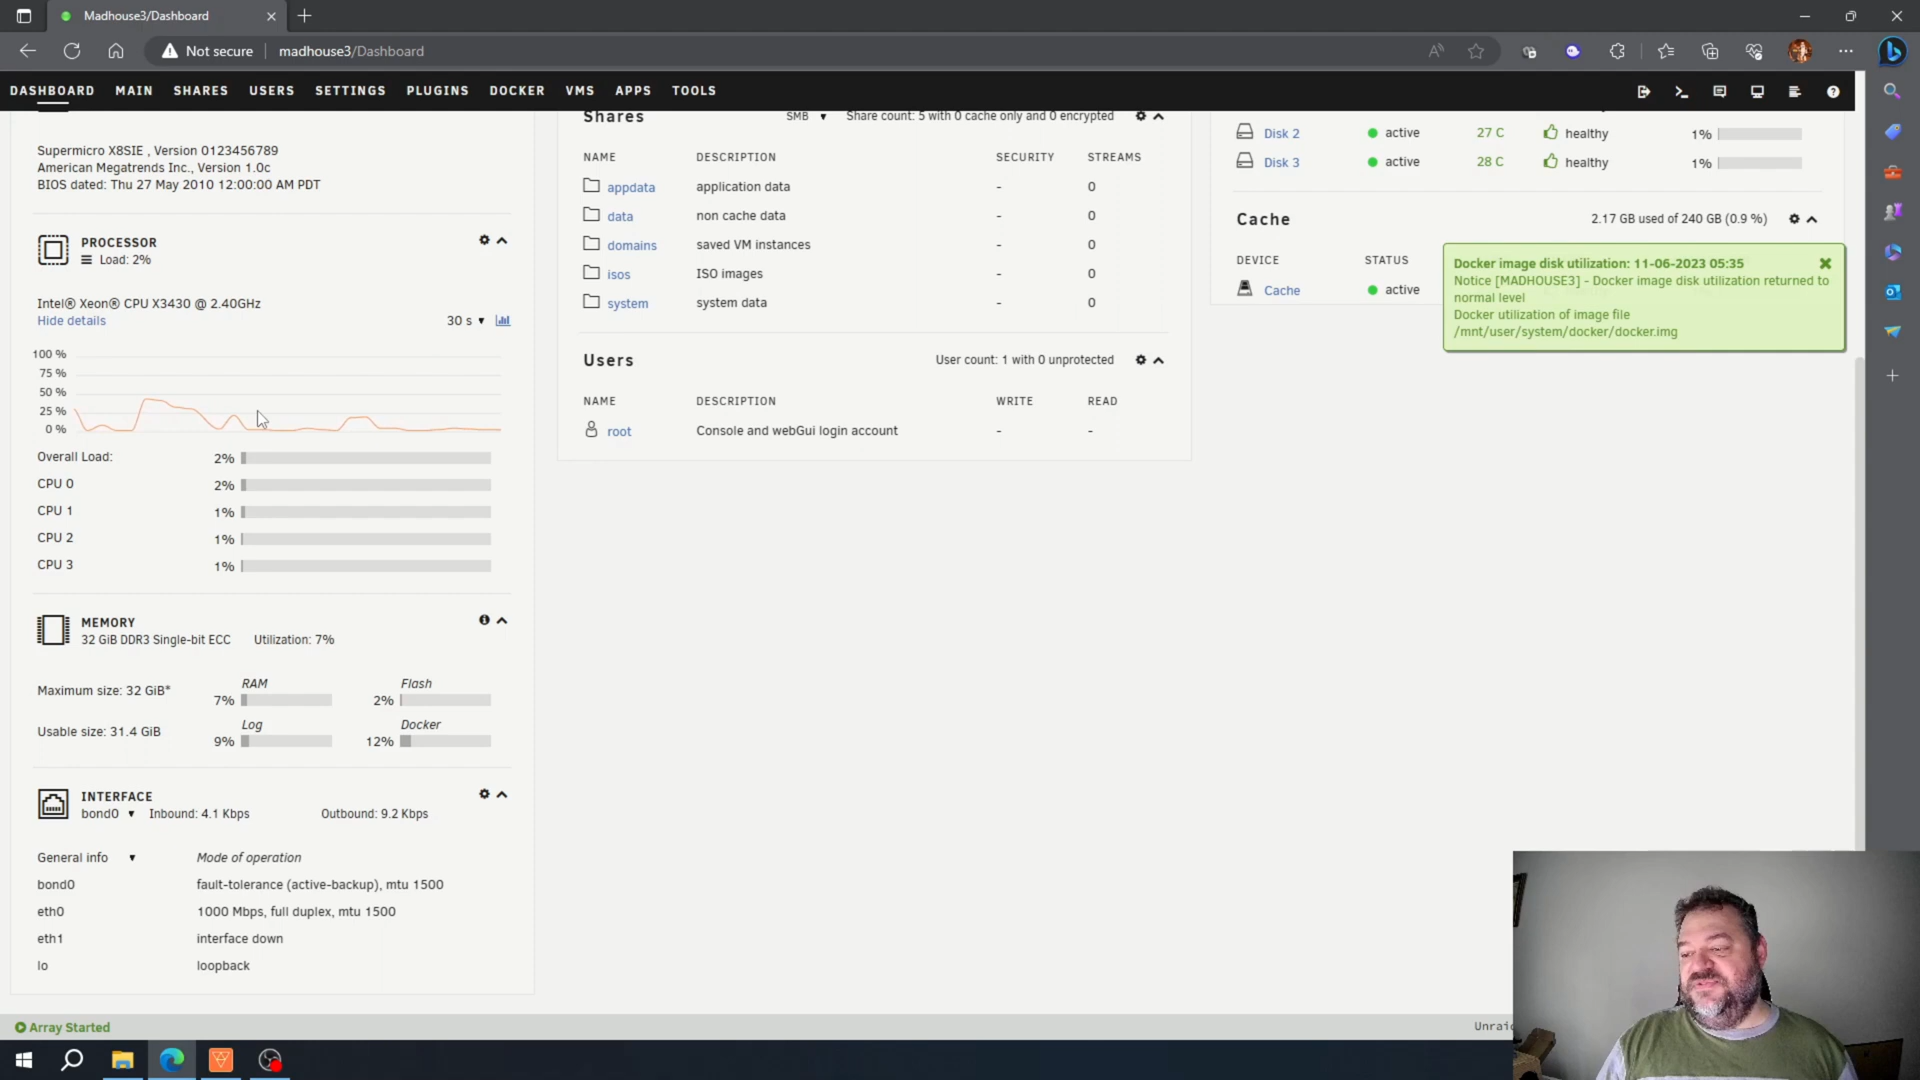 Madhouse3/Dashboard
Not secure
madhouse3/Dashboard
DASHBOARD MAIN SHARES USERS SETTINGS PLUGINS DOCKER VMS APPS TOOLS
Supermicro X8SIE , Version 0123456789
American Megatrends Inc., Version 1.0c
BIOS dated: Thu 27 May 2010 12:00:00 AM PDT
PROCESSOR
Load: 2%
Intel® Xeon® CPU X3430 @ 2.40GHz
Hide details
30 s
100 %
75 %
50 %
25 %
0 %
Overall Load: 2%
CPU 0 2%
CPU 1 1%
CPU 2 1%
CPU 3 1%
MEMORY
32 GiB DDR3 Single-bit ECC Utilization: 7%
RAM Flash
Maximum size: 32 GiB* 7% 2%
Log Docker
Usable size: 31.4 GiB 9% 12%
INTERFACE
bond0 Inbound: 4.1 Kbps Outbound: 9.2 Kbps
General info Mode of operation
bond0 fault-tolerance (active-backup), mtu 1500
eth0 1000 Mbps, full duplex, mtu 1500
eth1 interface down
lo loopback
Shares SMB Share count: 5 with 0 cache only and 0 encrypted
NAME DESCRIPTION SECURITY STREAMS
appdata application data - 0
data non cache data - 0
domains saved VM instances - 0
isos ISO images - 0
system system data - 0
Users User count: 1 with 0 unprotected
NAME DESCRIPTION WRITE READ
root Console and webGui login account - -
Disk 2 active 27 C healthy 1%
Disk 3 active 28 C healthy 1%
Cache 2.17 GB used of 240 GB (0.9 %)
DEVICE STATUS
Cache active
Docker image disk utilization: 11-06-2023 05:35
Notice [MADHOUSE3] - Docker image disk utilization returned to
normal level
Docker utilization of image file
/mnt/user/system/docker/docker.img
Array Started